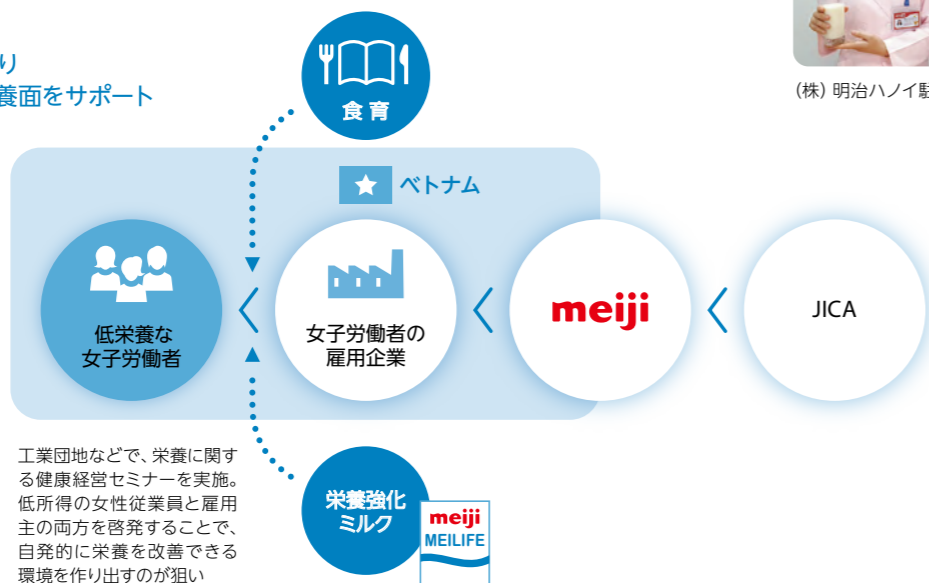 り
養面をサポート
(株) 明治ハノイ駐
食育
ベトナム
低栄養な
女子労働者
女子労働者の
雇用企業
meiji
JICA
工業団地などで、栄養に関す
る健康経営セミナーを実施。
低所得の女性従業員と雇用
主の両方を啓発することで、
自発的に栄養を改善できる
環境を作り出すのが狙い
栄養強化
ミルク
meiji
MEILIFE